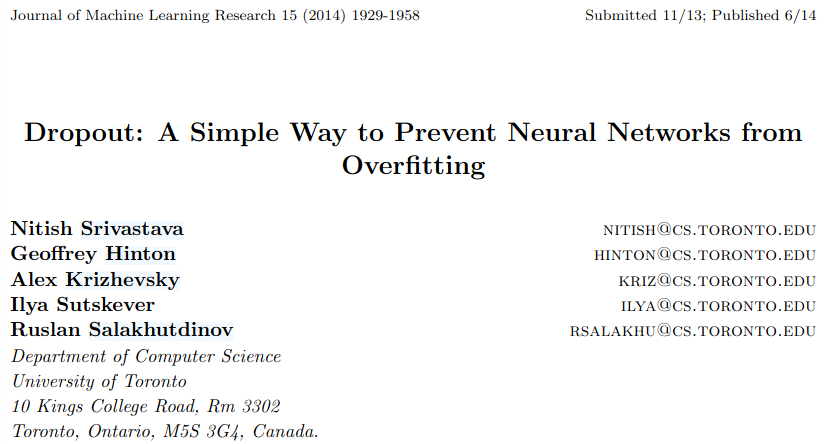 Journal of Machine Learning Research 15 (2014) 1929-1958 Submitted 11/13; Published 6/14
Dropout: A Simple Way to Prevent Neural Networks from
Overfitting
Nitish Srivastava nitish@cs.toronto.edu
Geoffrey Hinton hinton@cs.toronto.edu
Alex Krizhevsky kriz@cs.toronto.edu
Ilya Sutskever ilya@cs.toronto.edu
Ruslan Salakhutdinov rsalakhu@cs.toronto.edu
Department of Computer Science
University of Toronto
10 Kings College Road, Rm 3302
Toronto, Ontario, M5S 3G4, Canada.